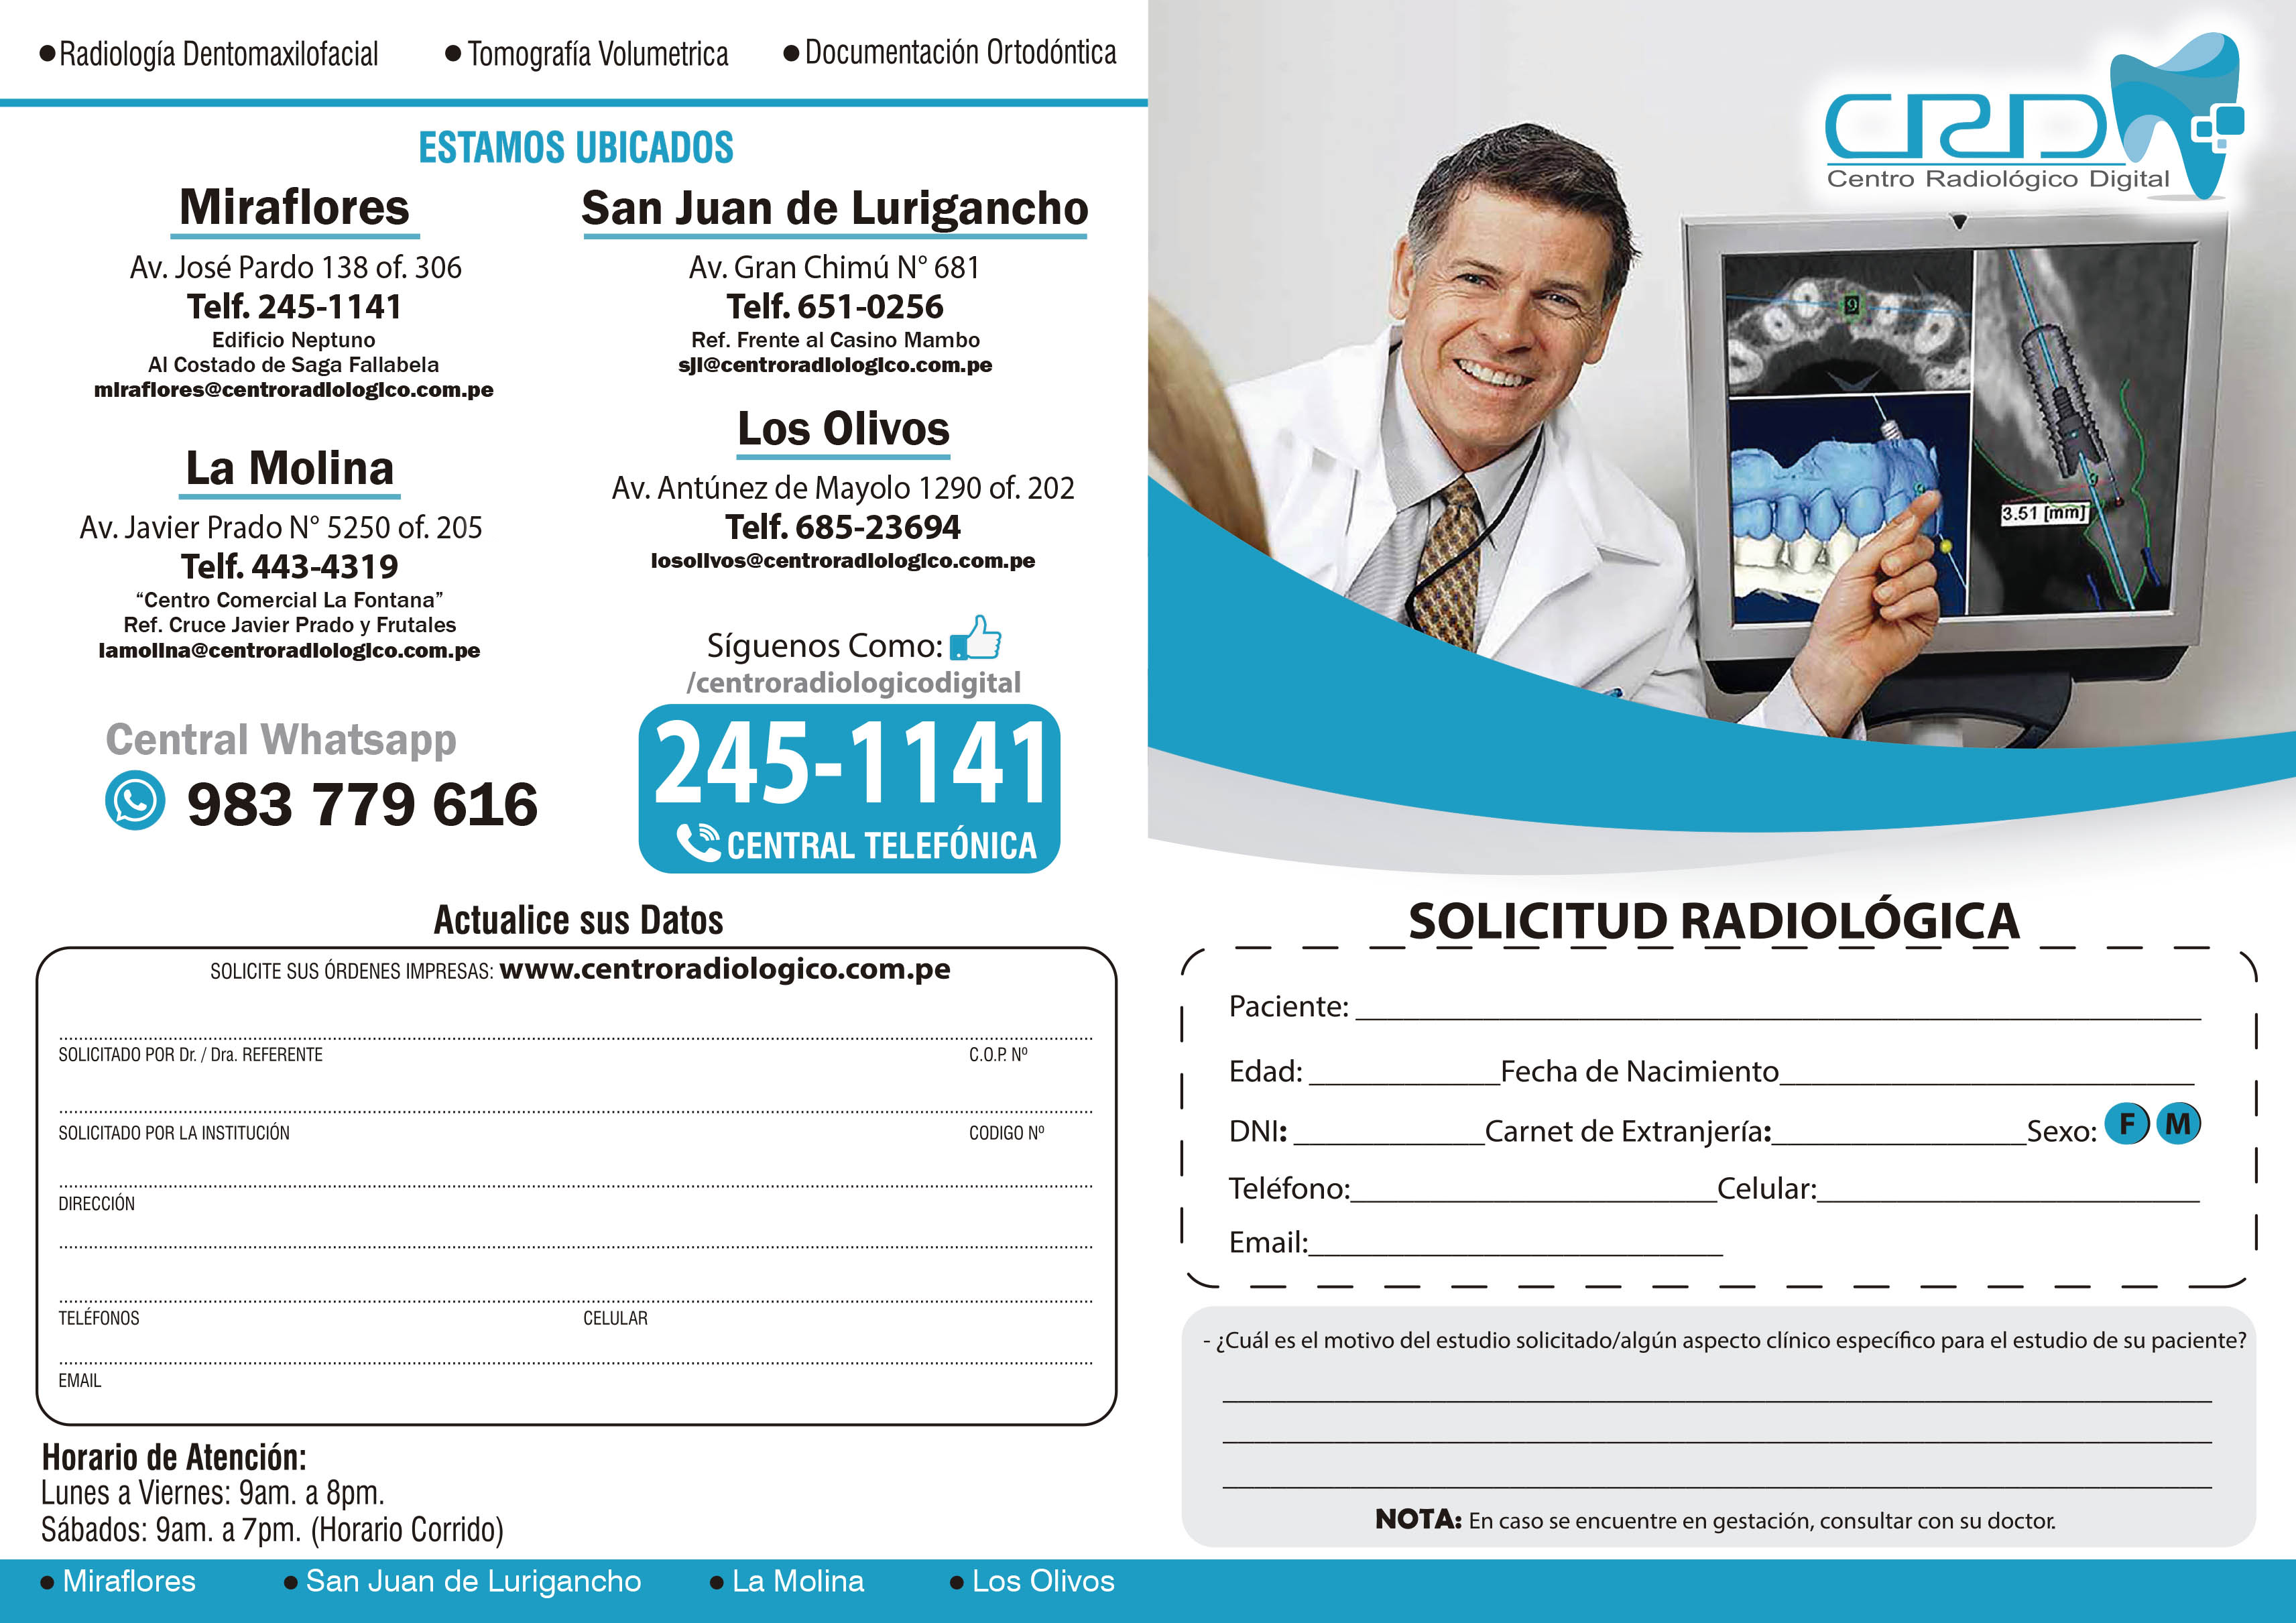 ●Radiología Dentomaxilofacial ● Tomografía Volumetrica ● Documentación Ortodóntica
ESTAMOS UBICADOS
Miraflores
Av. José Pardo 138 of. 306
Telf. 245-1141
Edificio Neptuno
Al Costado de Saga Fallabela
miraflores@centroradiologico.com.pe
La Molina
Av. Javier Prado N° 5250 of. 205
Telf. 443-4319
“Centro Comercial La Fontana”
Ref. Cruce Javier Prado y Frutales
lamolina@centroradiologico.com.pe
San Juan de Lurigancho
Av. Gran Chimú N° 681
Telf. 651-0256
Ref. Frente al Casino Mambo
sjl@centroradiologico.com.pe
Los Olivos
Av. Antúnez de Mayolo 1290 of. 202
Telf. 685-23694
losolivos@centroradiologico.com.pe
Síguenos Como:
/centroradiologicodigital
Central Whatsapp
983 779 616
245-1141
CENTRAL TELEFÓNICA
Actualice sus Datos
SOLICITE SUS ÓRDENES IMPRESAS: www.centroradiologico.com.pe
SOLICITADO POR Dr. / Dra. REFERENTE C.O.P. Nº
SOLICITADO POR LA INSTITUCIÓN CODIGO Nº
DIRECCIÓN
TELÉFONOS CELULAR
EMAIL
Horario de Atención:
Lunes a Viernes: 9am. a 8pm.
Sábados: 9am. a 7pm. (Horario Corrido)
● Miraflores ● San Juan de Lurigancho ● La Molina ● Los Olivos
CRD
Centro Radiológico Digital
9
9
9
3.51 [mm]
SOLICITUD RADIOLÓGICA
Paciente:
Edad: Fecha de Nacimiento
DNI: Carnet de Extranjería: Sexo: F M
Teléfono: Celular:
Email:
- ¿Cuál es el motivo del estudio solicitado/algún aspecto clínico específico para el estudio de su paciente?
NOTA: En caso se encuentre en gestación, consultar con su doctor.